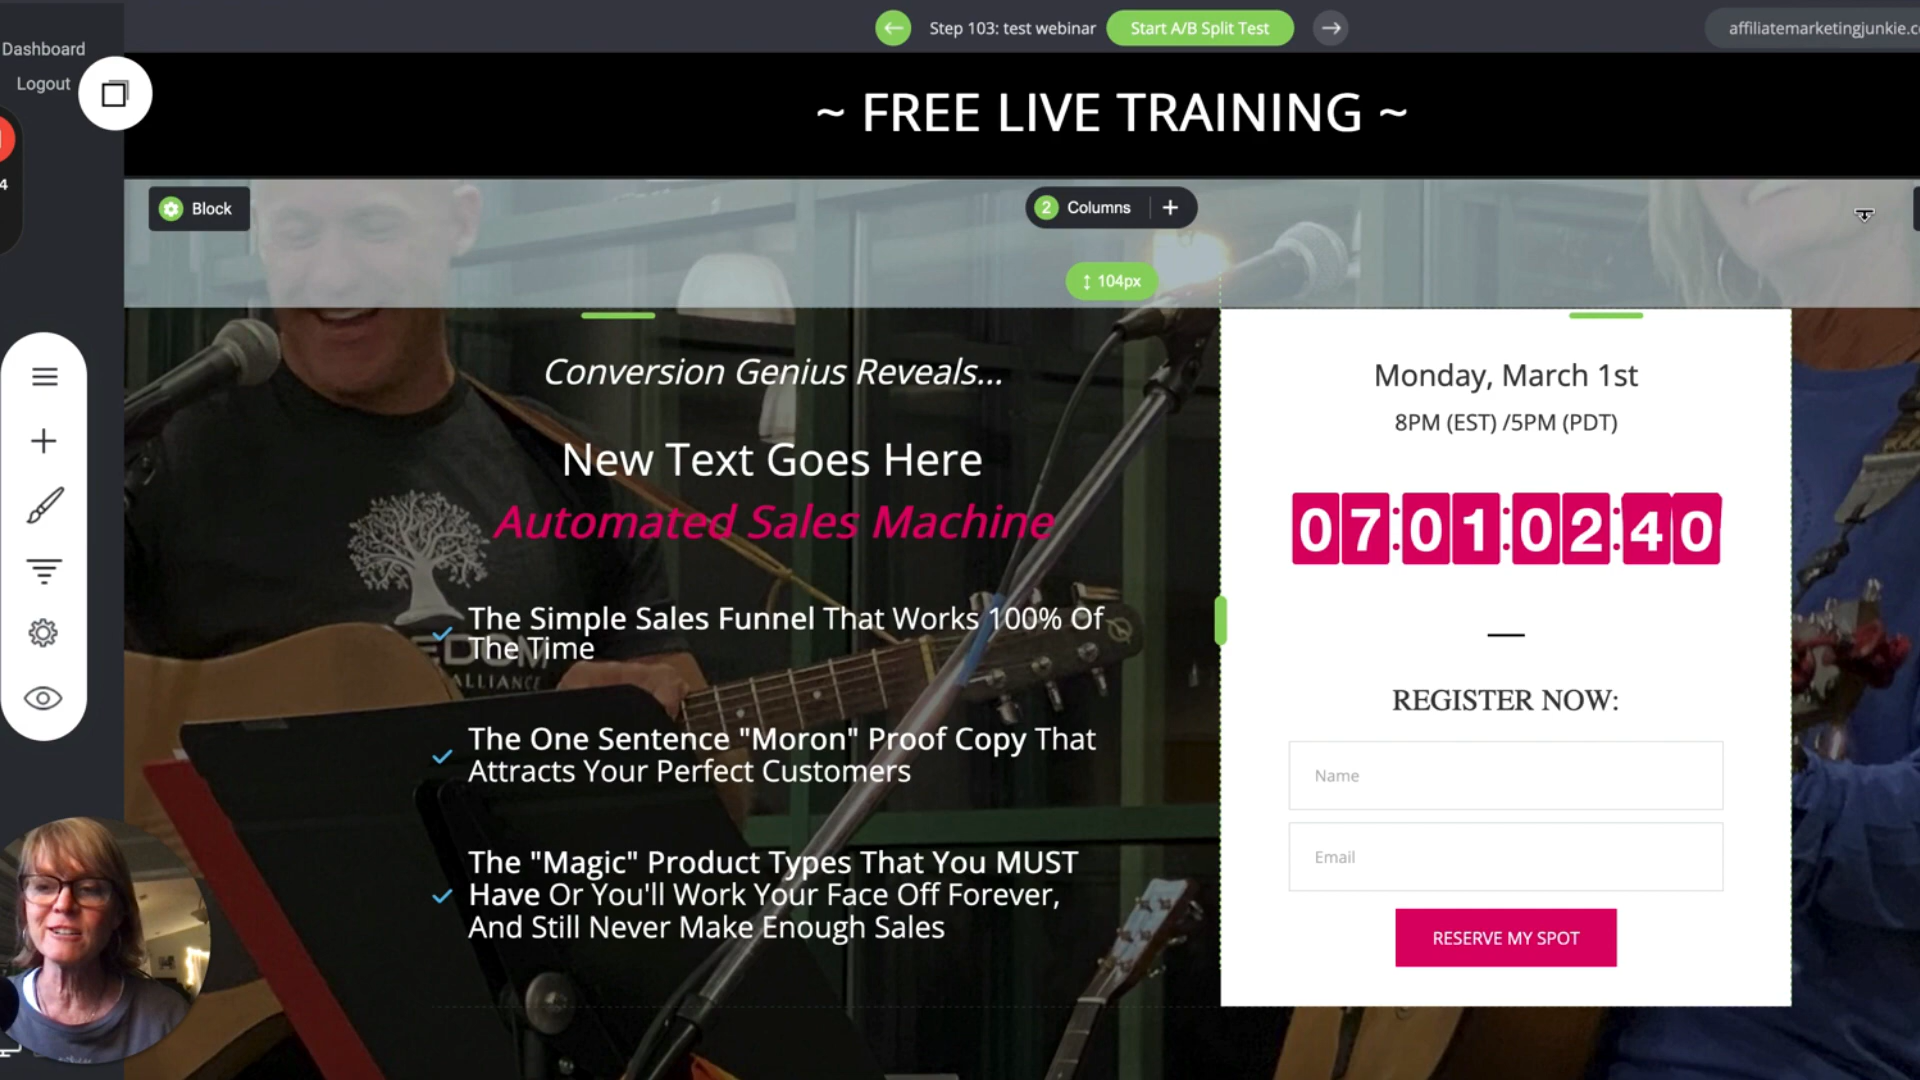 Dashboard
Logout
Step 103: test webinar
Start A/B Split Test
~ FREE LIVE TRAINING ~
Block
2 Columns +
104px
Conversion Genius Reveals...
New Text Goes Here
Automated Sales Machine
The Simple Sales Funnel That Works 100% Of
The Time
The One Sentence "Moron" Proof Copy That
Attracts Your Perfect Customers
The "Magic" Product Types That You MUST
Have Or You'll Work Your Face Off Forever,
And Still Never Make Enough Sales
ALLIANCE
Monday, March 1st
8PM (EST) /5PM (PDT)
07:01:02:40
REGISTER NOW:
Name
Email
RESERVE MY SPOT